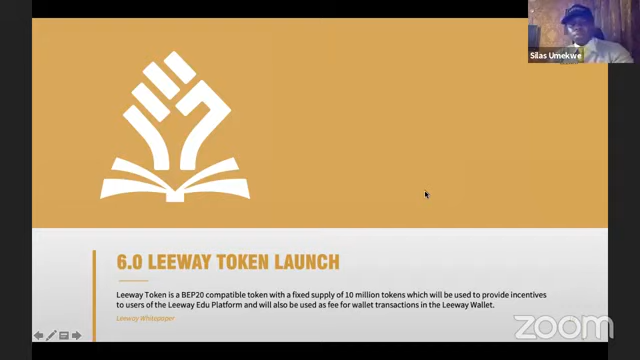 Silas Umekwe
6.0 LEEWAY TOKEN LAUNCH
Leeway Token is a BEP20 compatible token with a fixed supply of 10 million tokens which will be used to provide incentives
to users of the Leeway Edu Platform and will also be used as fee for wallet transactions in the Leeway Wallet.
Leeway Whitepaper
zoom